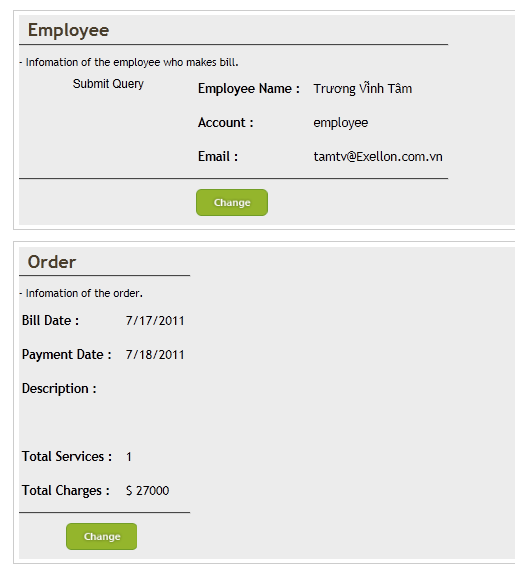 Employee
- Infomation of the employee who makes bill.
Submit Query
Employee Name : Trương Vĩnh Tâm
Account : employee
Email : tamtv@Exellon.com.vn
Change
Order
- Infomation of the order.
Bill Date : 7/17/2011
Payment Date : 7/18/2011
Description :
Total Services : 1
Total Charges : $ 27000
Change